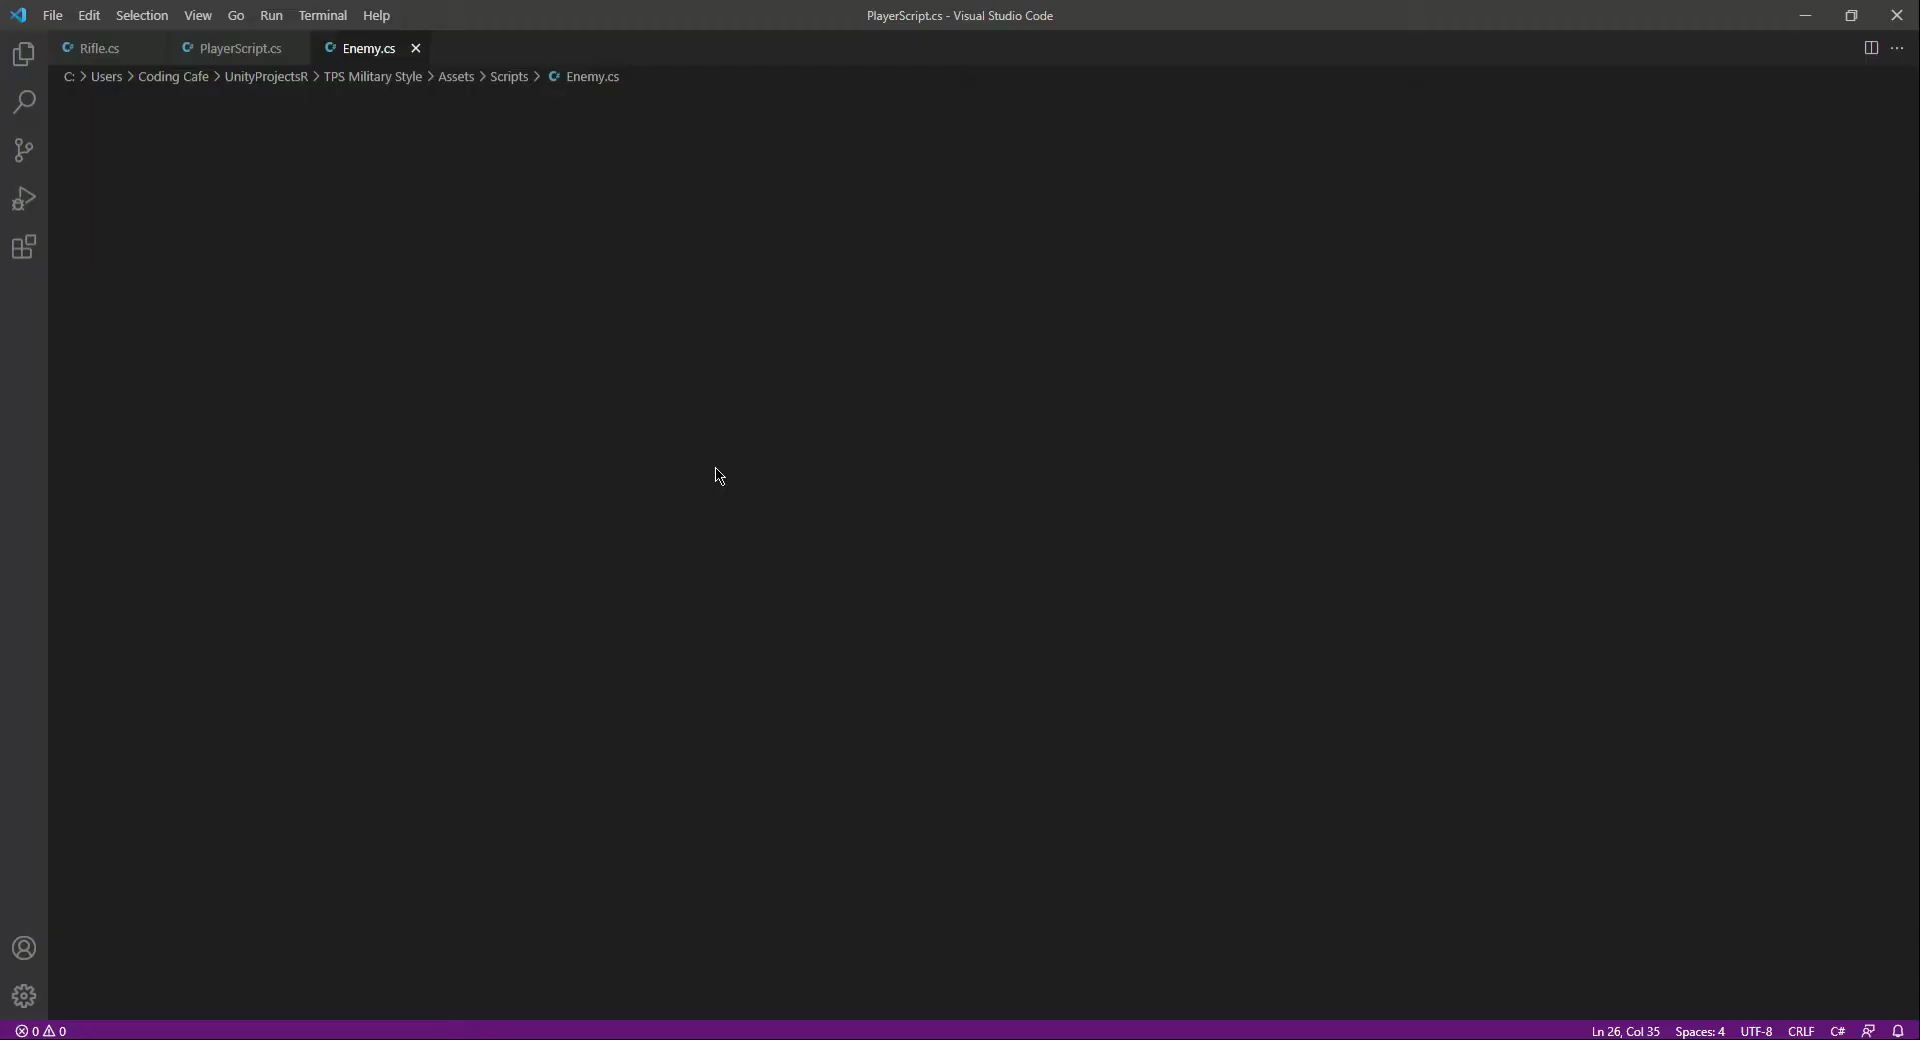 File Edit Selection View Go Run Terminal Help PlayerScript.cs - Visual Studio Code
Rifle.cs PlayerScript.cs Enemy.cs
C: > Users > Coding Cafe > UnityProjectsR > TPS Military Style > Assets > Scripts > Enemy.cs
0 0 Ln 26, Col 35 Spaces: 4 UTF-8 CRLF C#